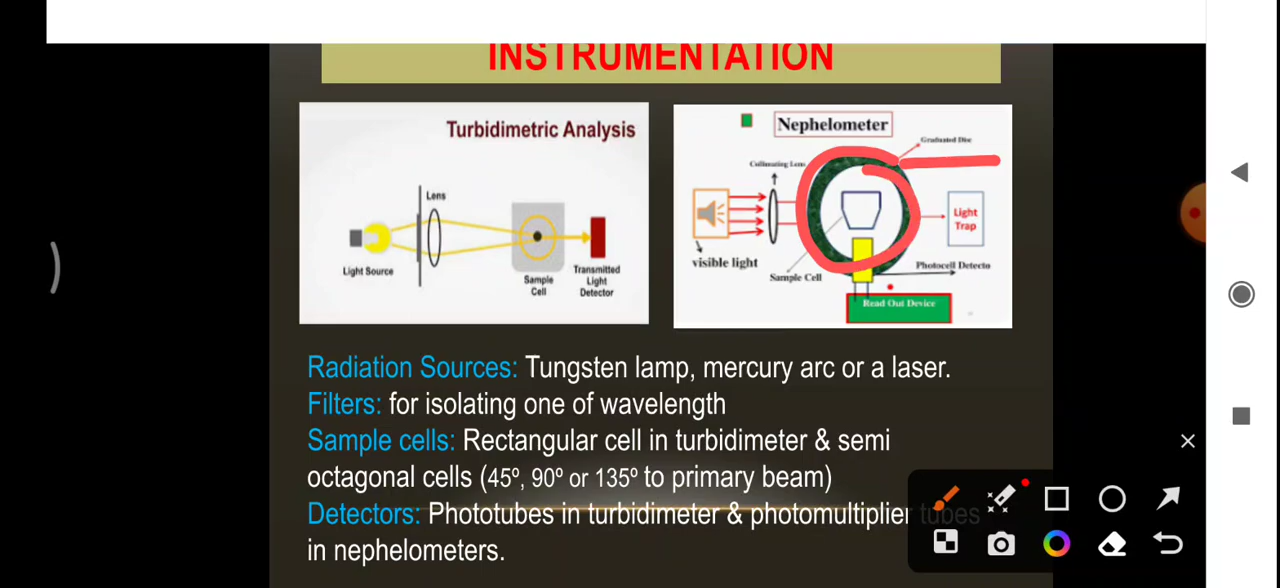 INSTRUMENTATION
Turbidimetric Analysis
Lens
Light Source
Sample
Cell
Transmitted
Light
Detector
Nephelometer
Graduated Disc
Collimating Lens
visible light
Sample Cell
Light
Trap
Photocell Detecto
Read Out Device
Radiation Sources: Tungsten lamp, mercury arc or a laser.
Filters: for isolating one of wavelength
Sample cells: Rectangular cell in turbidimeter & semi
octagonal cells (45º, 90º or 135º to primary beam)
Detectors: Phototubes in turbidimeter & photomultiplier tubes
in nephelometers.